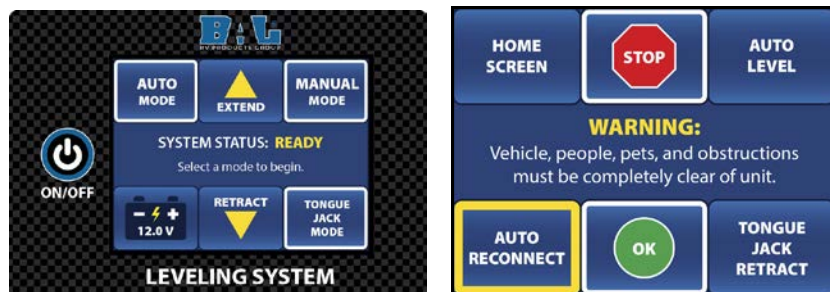 BAL
RV PRODUCTS GROUP
AUTO
MODE
EXTEND
MANUAL
MODE
SYSTEM STATUS: READY
Select a mode to begin.
ON/OFF
- +
12.0 V
RETRACT
TONGUE
JACK
MODE
LEVELING SYSTEM
HOME
SCREEN
STOP
AUTO
LEVEL
WARNING:
Vehicle, people, pets, and obstructions
must be completely clear of unit.
AUTO
RECONNECT
OK
TONGUE
JACK
RETRACT